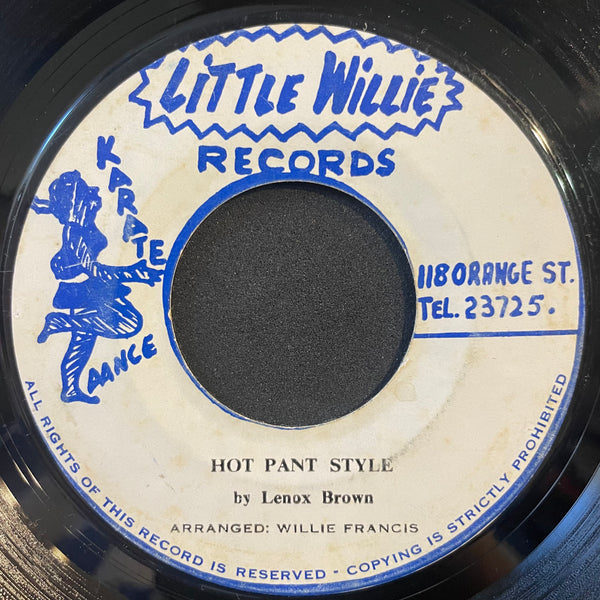 LiTTLE WiLLiE
RECORDS
KARATE
DANCE
118 ORANGE ST.
TEL. 23725.
HOT PANT STYLE
by Lenox Brown
ARRANGED: WILLIE FRANCIS
ALL RIGHTS OF THIS RECORD IS RESERVED - COPYING IS STRICTLY PROHIBITED